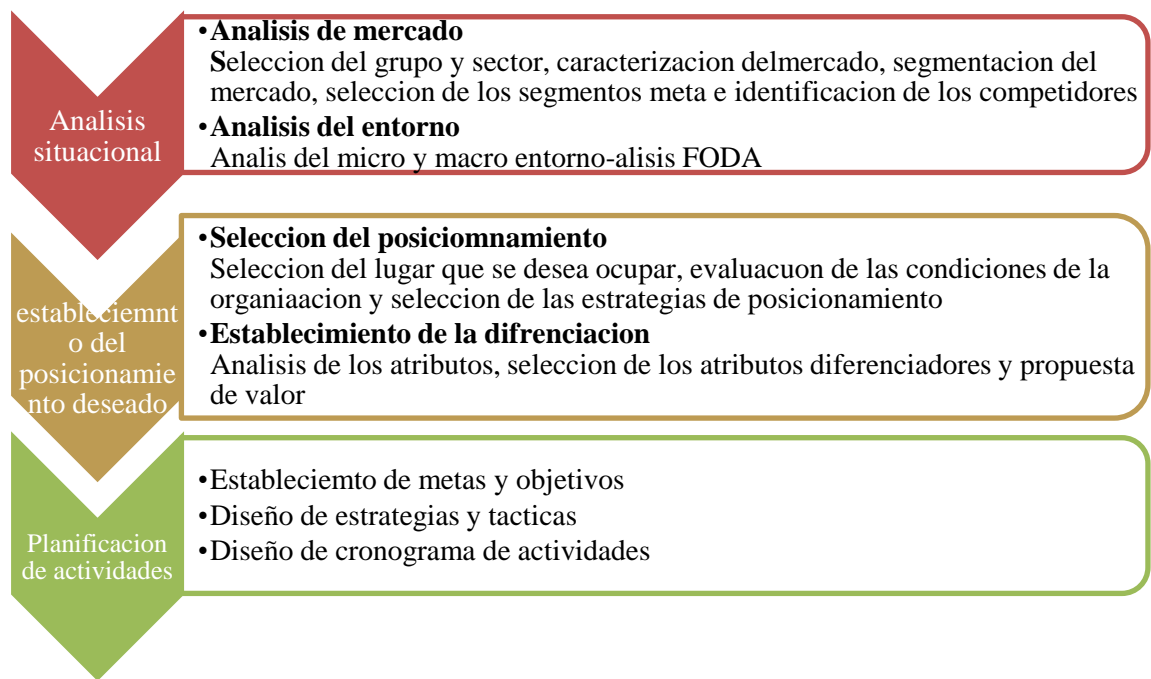 Analisis
situacional
•Analisis de mercado
Seleccion del grupo y sector, caracterizacion delmercado, segmentacion del
mercado, seleccion de los segmentos meta e identificacion de los competidores
•Analisis del entorno
Analis del micro y macro entorno-alisis FODA
estableciemnt
o del
posicionamie
nto deseado
•Seleccion del posiciomnamiento
Seleccion del lugar que se desea ocupar, evaluacuon de las condiciones de la
organiaacion y seleccion de las estrategias de posicionamiento
•Establecimiento de la difrenciacion
Analisis de los atributos, seleccion de los atributos diferenciadores y propuesta
de valor
Planificacion
de actividades
•Estableciemto de metas y objetivos
•Diseño de estrategias y tacticas
•Diseño de cronograma de actividades